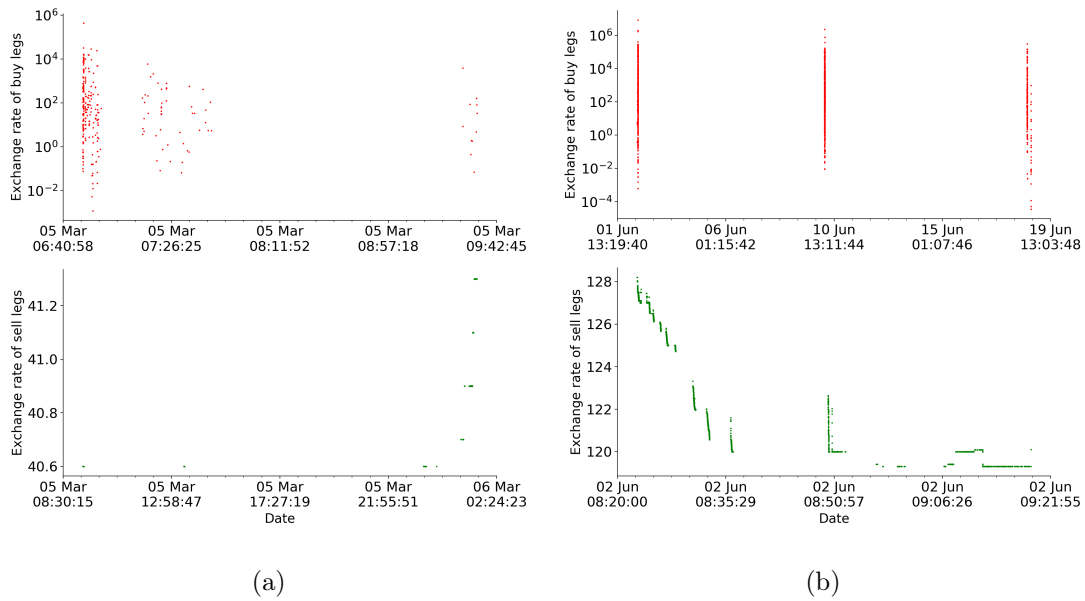 Exchange rate of buy legs
10^6
10^4
10^2
10^0
10^-2
05 Mar 05 Mar 05 Mar 05 Mar 05 Mar
06:40:58 07:26:25 08:11:52 08:57:18 09:42:45
Exchange rate of sell legs
41.2
41.0
40.8
40.6
05 Mar 05 Mar 05 Mar 05 Mar 06 Mar
08:30:15 12:58:47 17:27:19 21:55:51 02:24:23
Date
(a)
Exchange rate of buy legs
10^6
10^4
10^2
10^0
10^-2
10^-4
01 Jun 06 Jun 10 Jun 15 Jun 19 Jun
13:19:40 01:15:42 13:11:44 01:07:46 13:03:48
Exchange rate of sell legs
128
126
124
122
120
02 Jun 02 Jun 02 Jun 02 Jun 02 Jun
08:20:00 08:35:29 08:50:57 09:06:26 09:21:55
Date
(b)